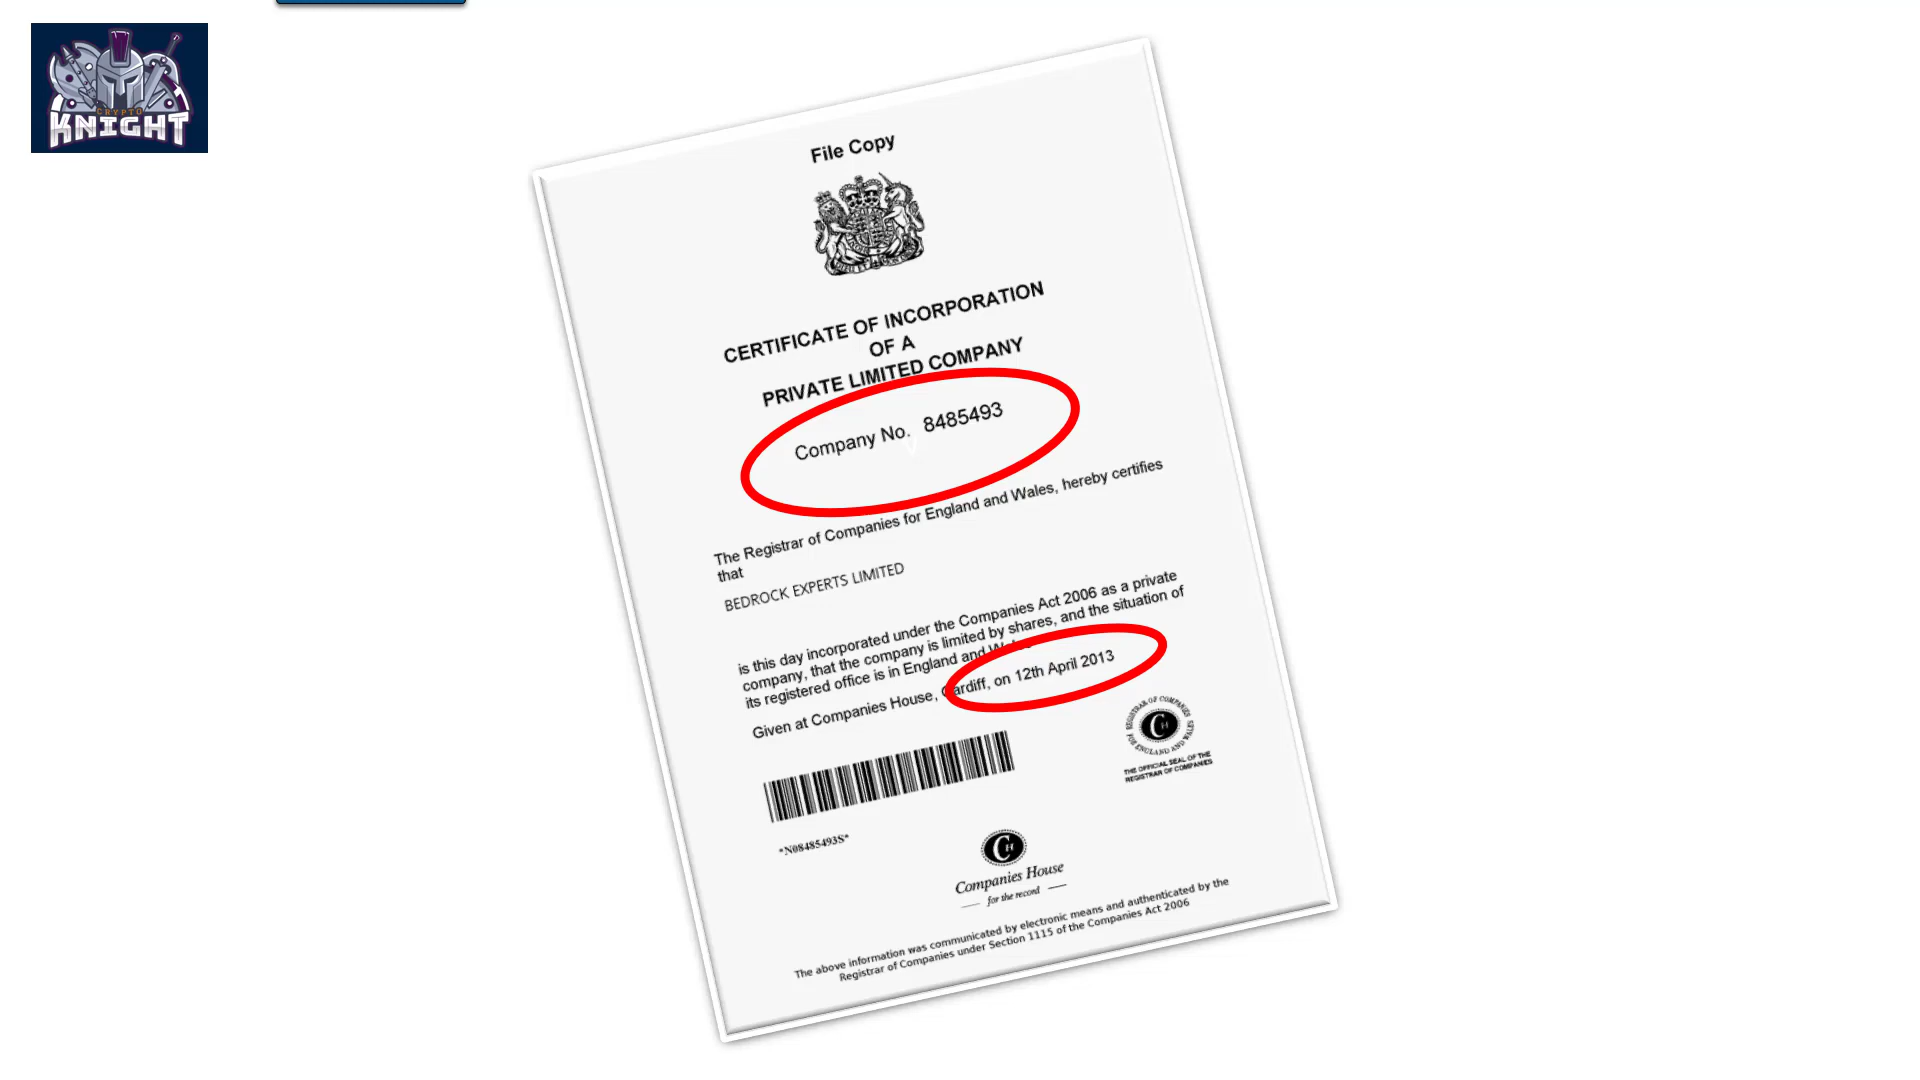 CRYPTO
KNIGHT
File Copy
CERTIFICATE OF INCORPORATION
OF A
PRIVATE LIMITED COMPANY
Company No. 8485493
The Registrar of Companies for England and Wales, hereby certifies
that
BEDROCK EXPERTS LIMITED
is this day incorporated under the Companies Act 2006 as a private
company, that the company is limited by shares, and the situation of
its registered office is in England and Wales
Given at Companies House, Cardiff, on 12th April 2013
REGISTRAR OF COMPANIES
FOR ENGLAND AND WALES
CH
THE OFFICIAL SEAL OF THE
REGISTRAR OF COMPANIES
*N08485493S*
CH
Companies House
for the record
The above information was communicated by electronic means and authenticated by the
Registrar of Companies under Section 1115 of the Companies Act 2006